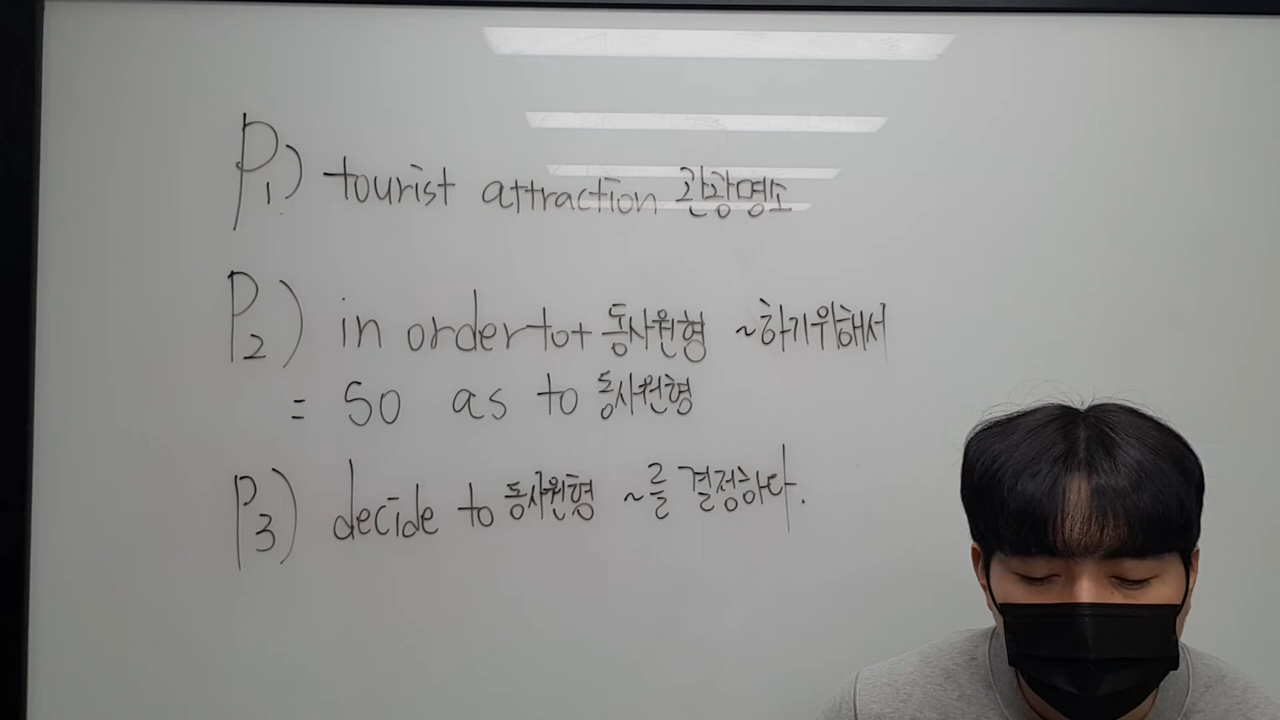 P1) tourist attraction 관광명소
P2) in order to + 동사원형 ~하기위해서
= so as to 동사원형
P3) decide to 동사원형 ~를 결정하다.